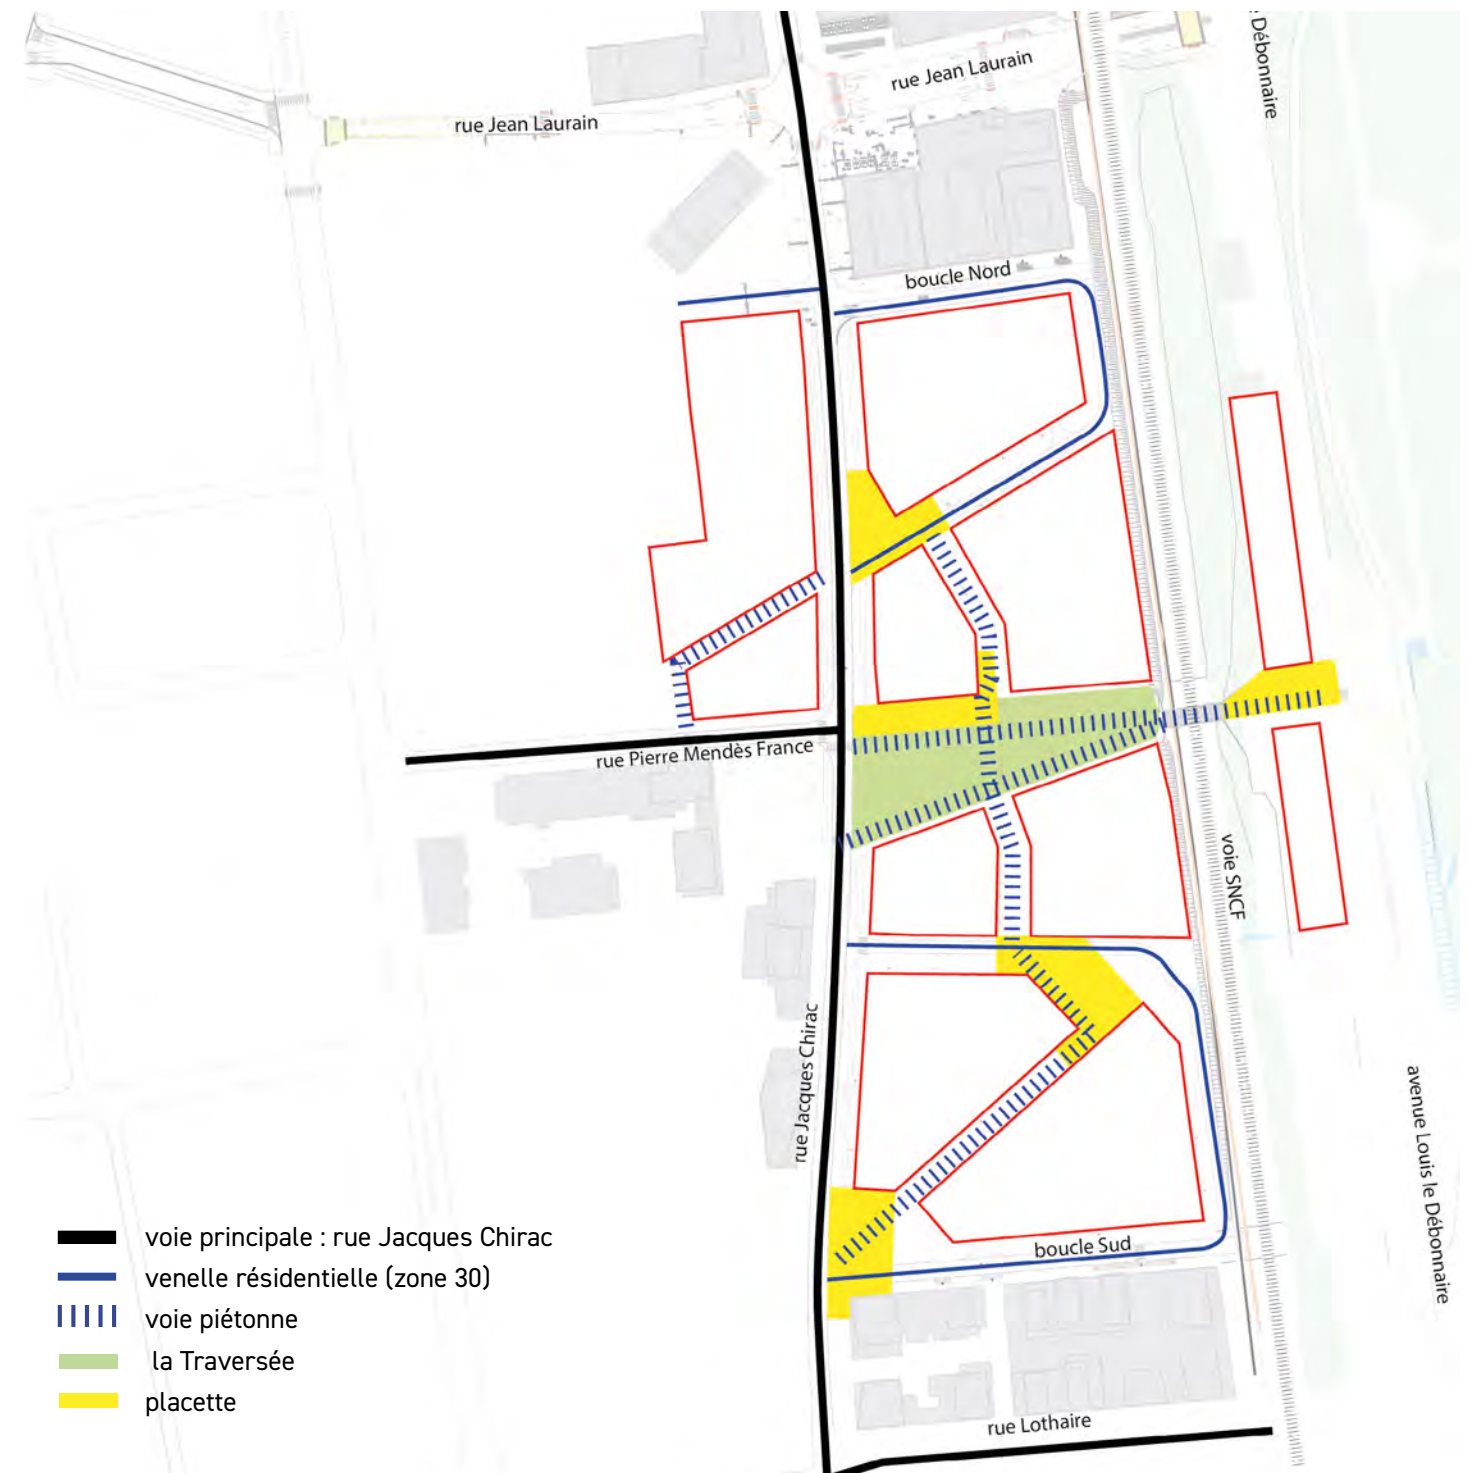 Débonnaire
rue Jean Laurain
rue Jean Laurain
boucle Nord
rue Pierre Mendès France
voie SNCF
rue Jacques Chirac
avenue Louis le Débonnaire
boucle Sud
rue Lothaire
voie principale : rue Jacques Chirac
venelle résidentielle (zone 30)
voie piétonne
la Traversée
placette